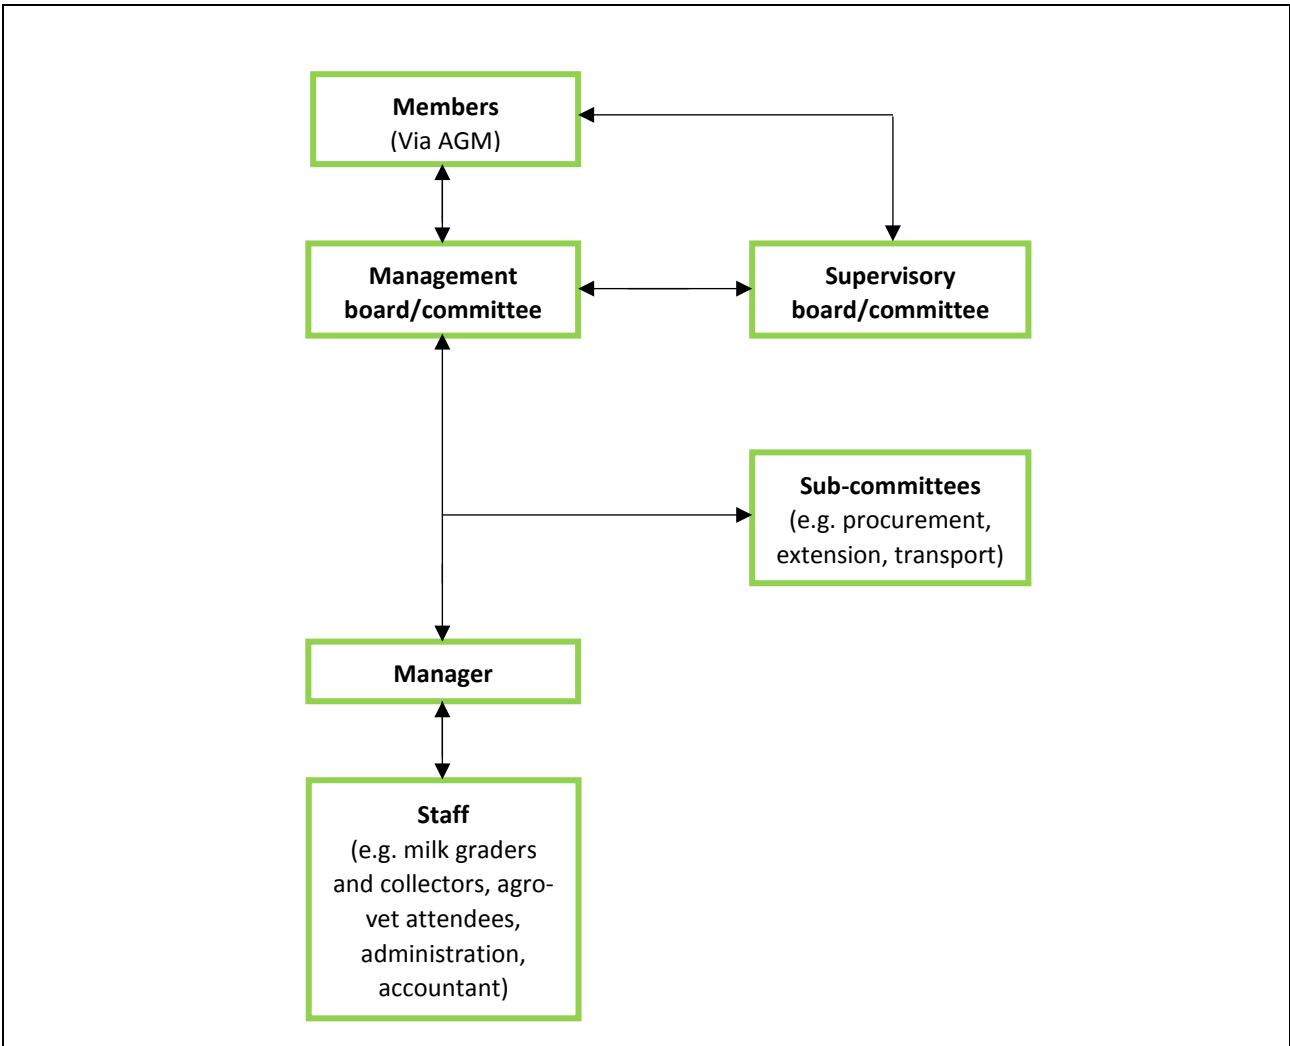 Members
(Via AGM)
Management
board/committee
Supervisory
board/committee
Sub-committees
(e.g. procurement,
extension, transport)
Manager
Staff
(e.g. milk graders
and collectors, agro-
vet attendees,
administration,
accountant)